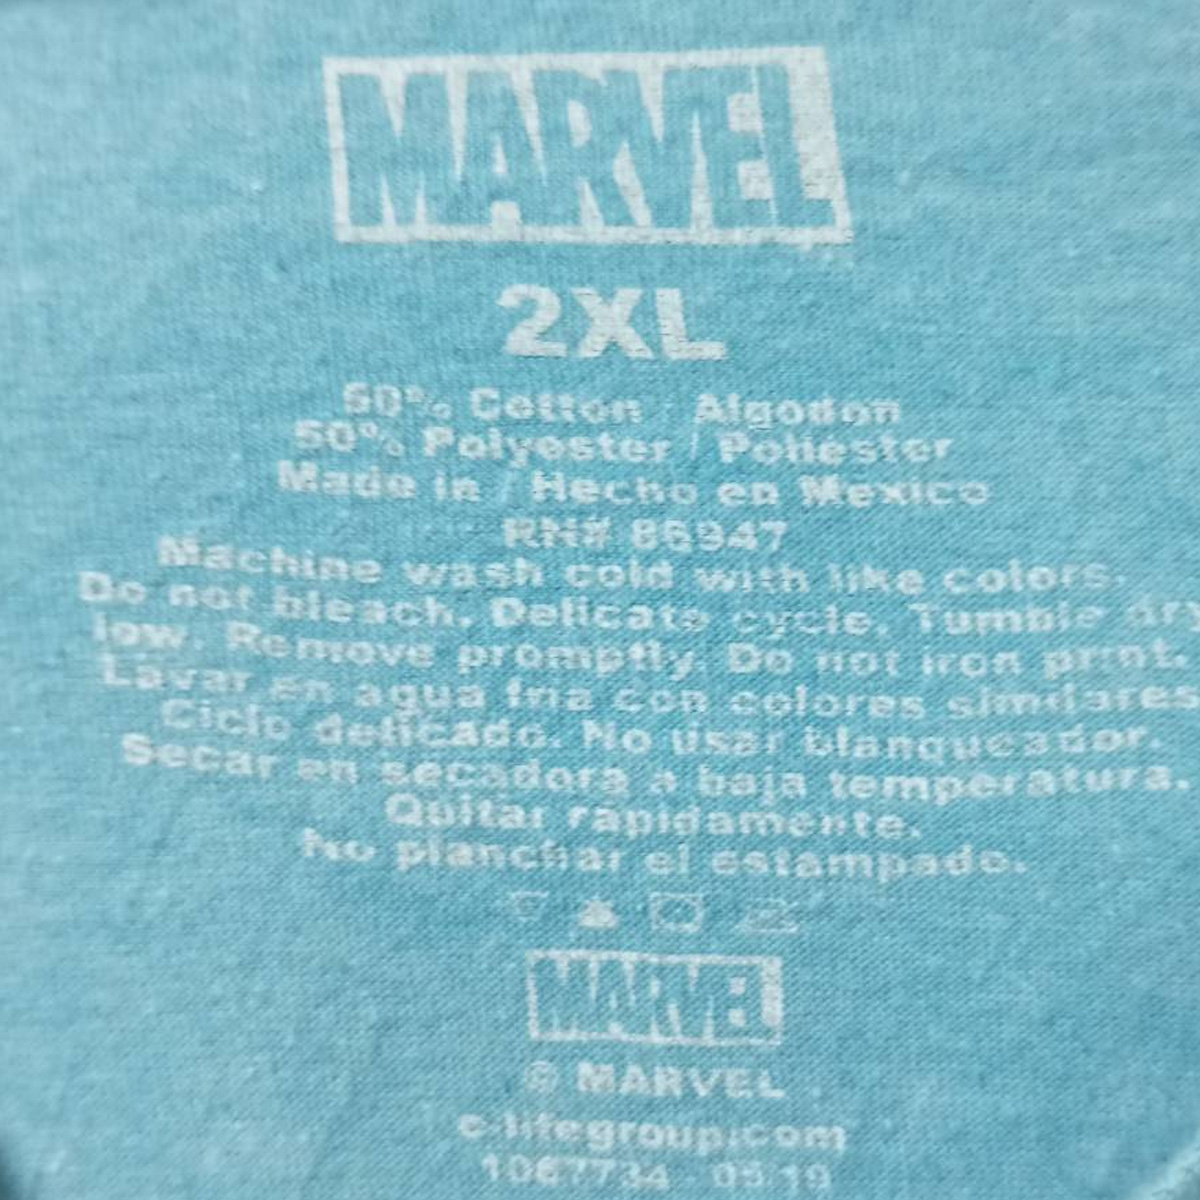 MARVEL
2XL
50% Cotton / Algodon
50% Polyester / Poliester
Made in / Hecho en Mexico
RN# 86947
Machine wash cold with like colors.
Do not bleach. Delicate cycle. Tumble dry
low. Remove promptly. Do not iron print.
Lavar en agua fria con colores similares
Ciclo delicado. No usar blanqueador.
Secar en secadora a baja temperatura.
Quitar rapidamente.
No planchar el estampado.
MARVEL
© MARVEL
c-lifegroup.com
1067734 - 05/19